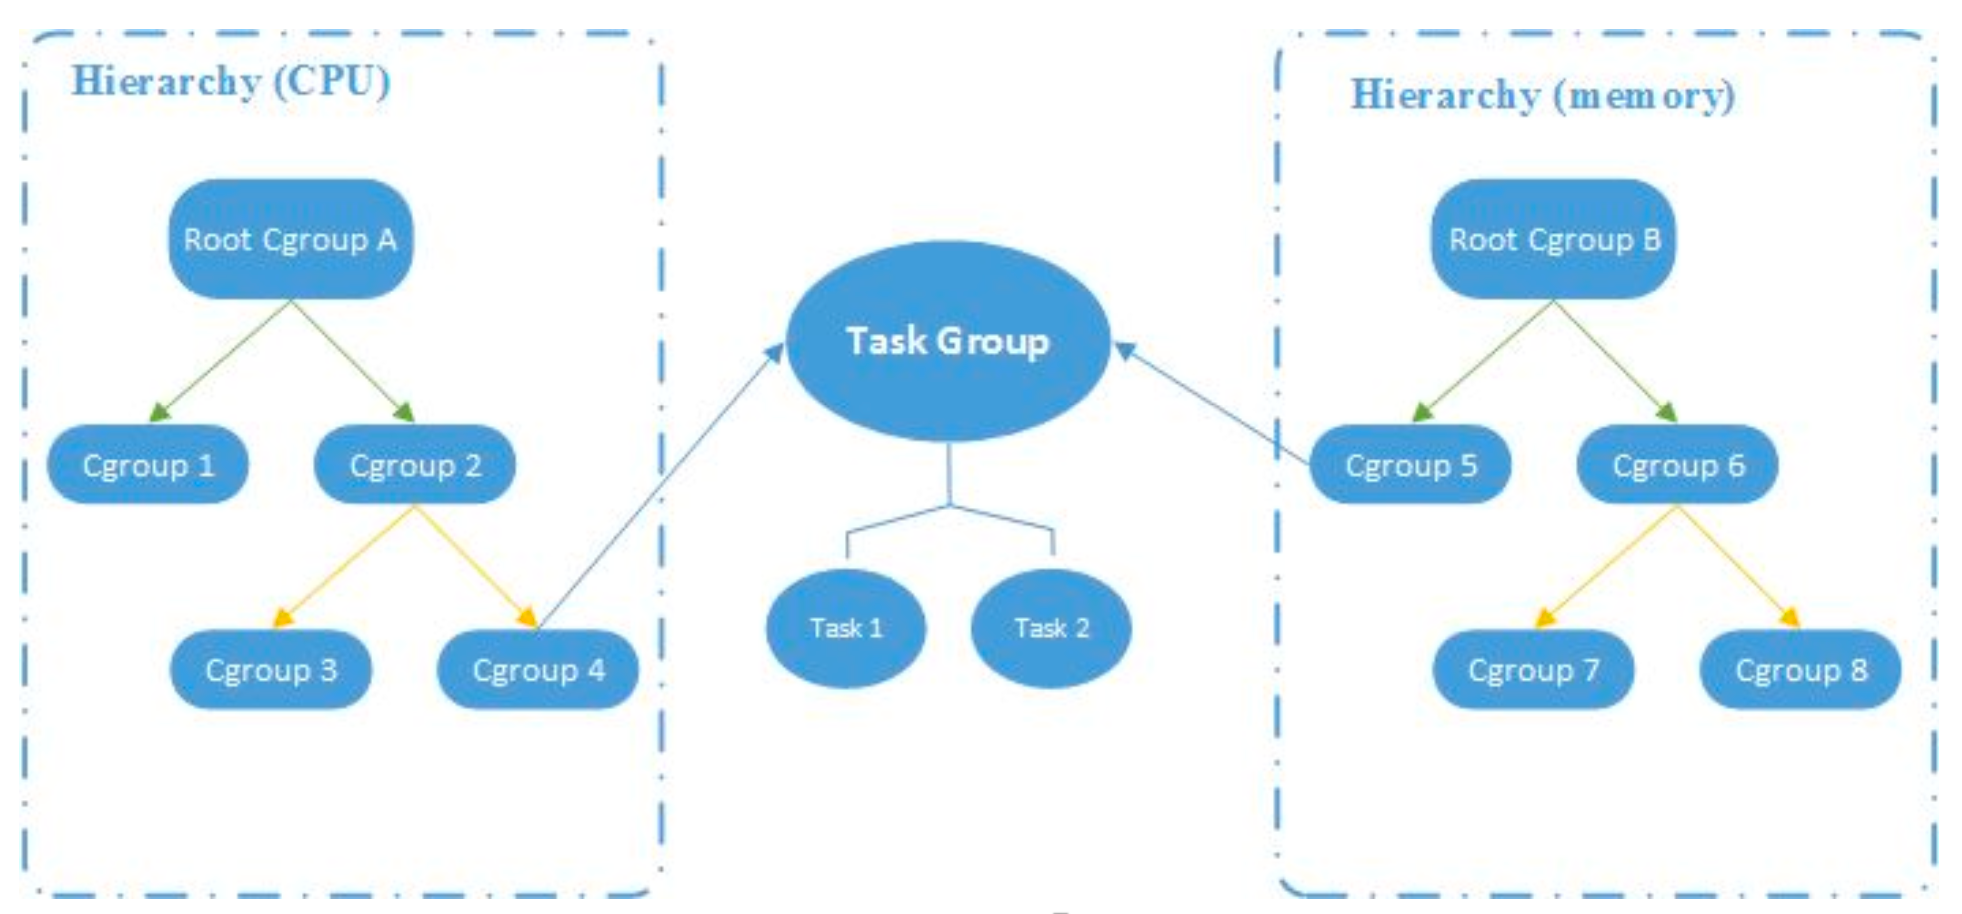 Hierarchy (CPU)
Root Cgroup A
Cgroup 1
Cgroup 2
Cgroup 3
Cgroup 4
Task Group
Task 1
Task 2
Hierarchy (memory)
Root Cgroup B
Cgroup 5
Cgroup 6
Cgroup 7
Cgroup 8